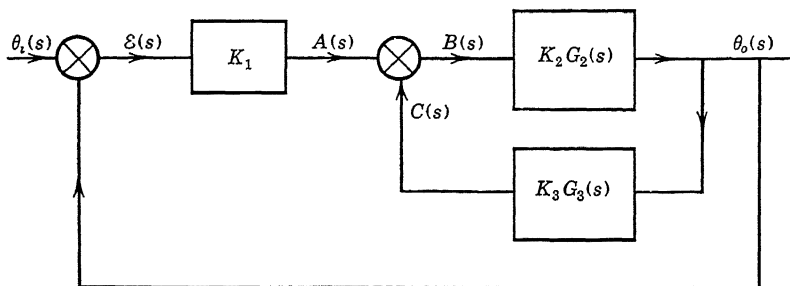 θᵢ(s)
ℰ(s)
K₁
A(s)
B(s)
K₂G₂(s)
θₒ(s)
C(s)
K₃G₃(s)